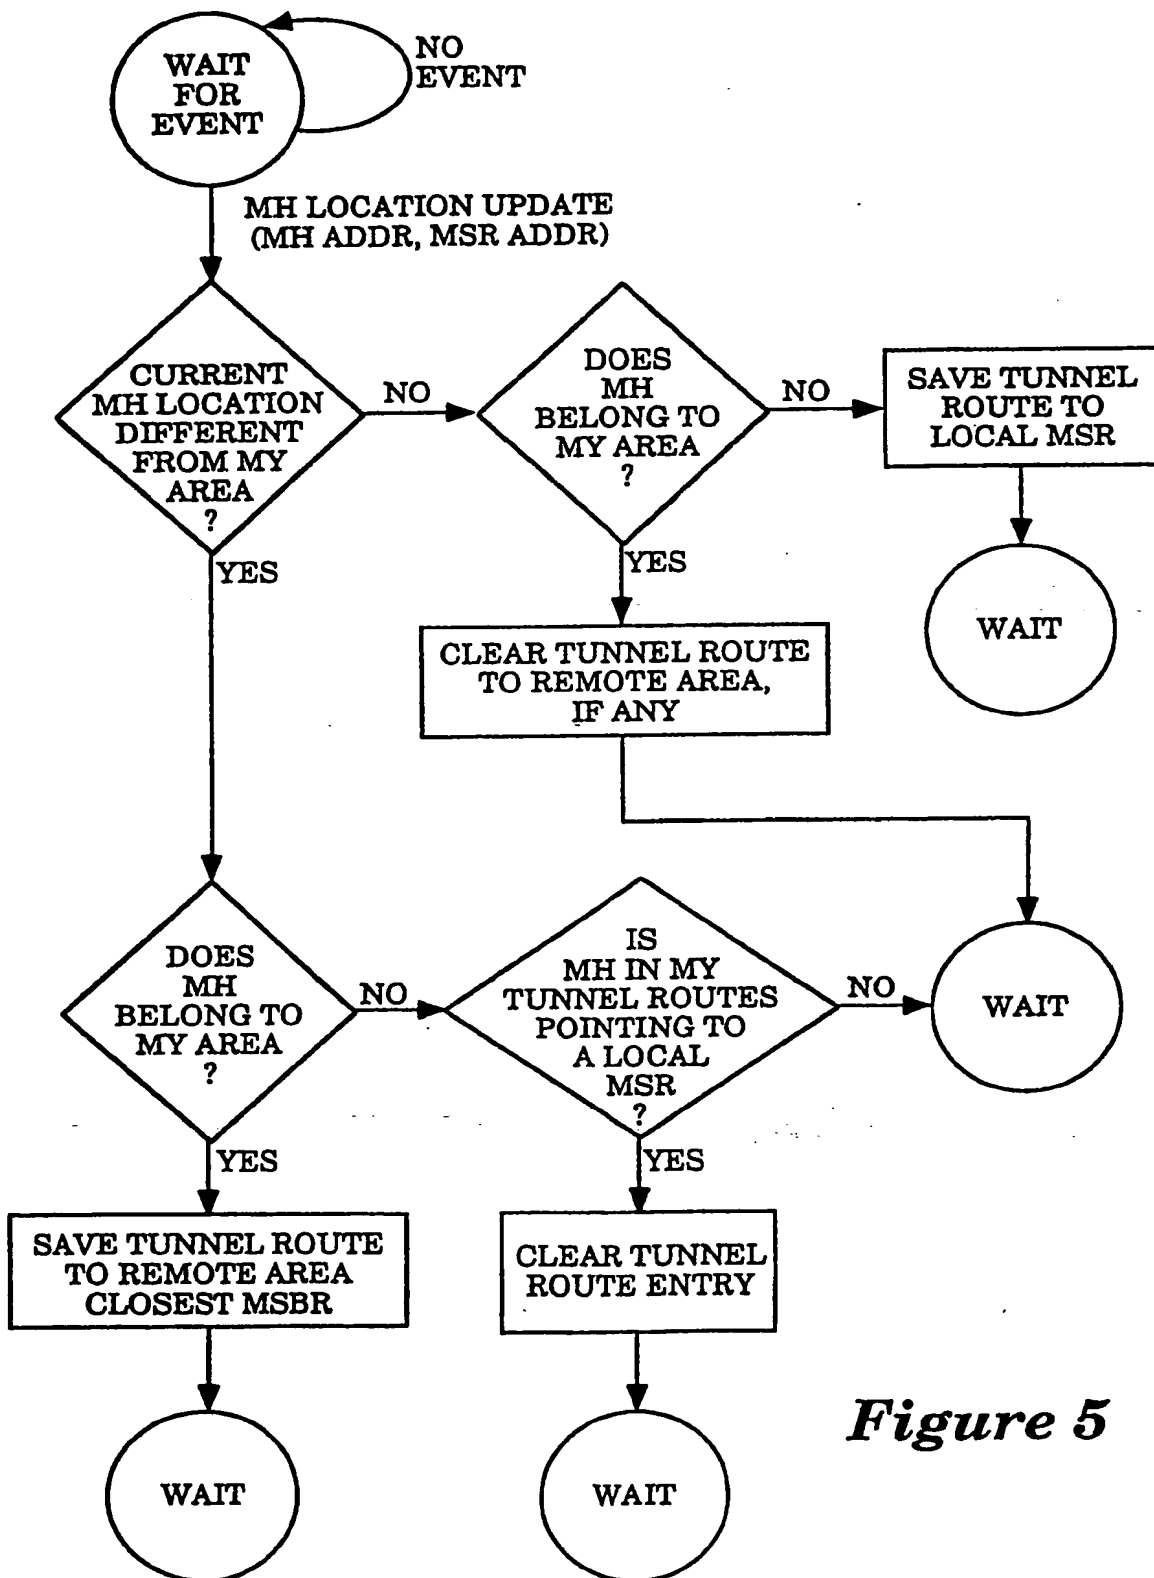 WAIT
FOR
EVENT
NO
EVENT
MH LOCATION UPDATE
(MH ADDR, MSR ADDR)
CURRENT
MH LOCATION
DIFFERENT
FROM MY
AREA
?
NO
DOES
MH
BELONG TO
MY AREA
?
NO
SAVE TUNNEL
ROUTE TO
LOCAL MSR
WAIT
YES
YES
CLEAR TUNNEL ROUTE
TO REMOTE AREA,
IF ANY
DOES
MH
BELONG TO
MY AREA
?
NO
IS
MH IN MY
TUNNEL ROUTES
POINTING TO
A LOCAL
MSR
?
NO
WAIT
YES
YES
SAVE TUNNEL ROUTE
TO REMOTE AREA
CLOSEST MSBR
CLEAR TUNNEL
ROUTE ENTRY
WAIT
WAIT
Figure 5